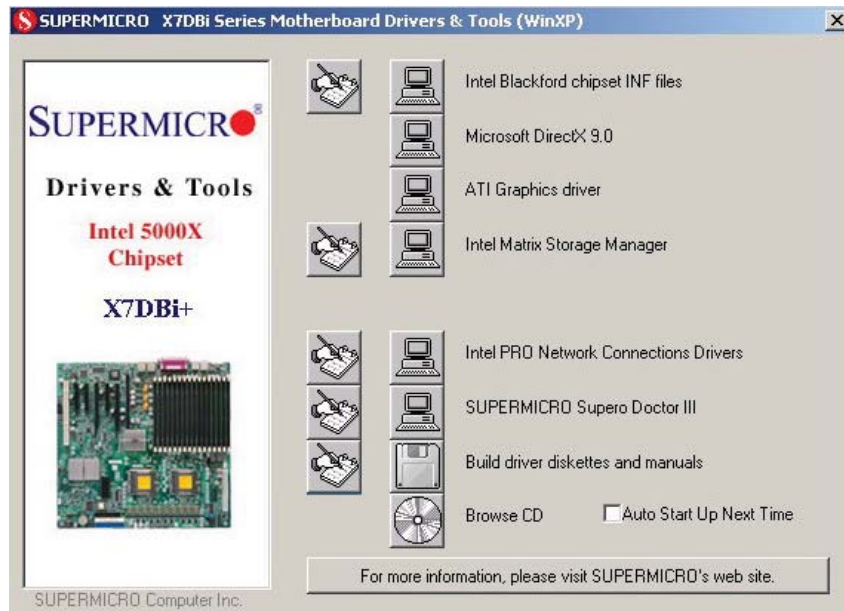 SUPERMICRO X7DBi Series Motherboard Drivers & Tools (WinXP)
SUPERMICRO®
Drivers & Tools
Intel 5000X
Chipset
X7DBi+
SUPERMICRO Computer Inc.
Intel Blackford chipset INF files
Microsoft DirectX 9.0
ATI Graphics driver
Intel Matrix Storage Manager
Intel PRO Network Connections Drivers
SUPERMICRO Supero Doctor III
Build driver diskettes and manuals
Browse CD
Auto Start Up Next Time
For more information, please visit SUPERMICRO's web site.